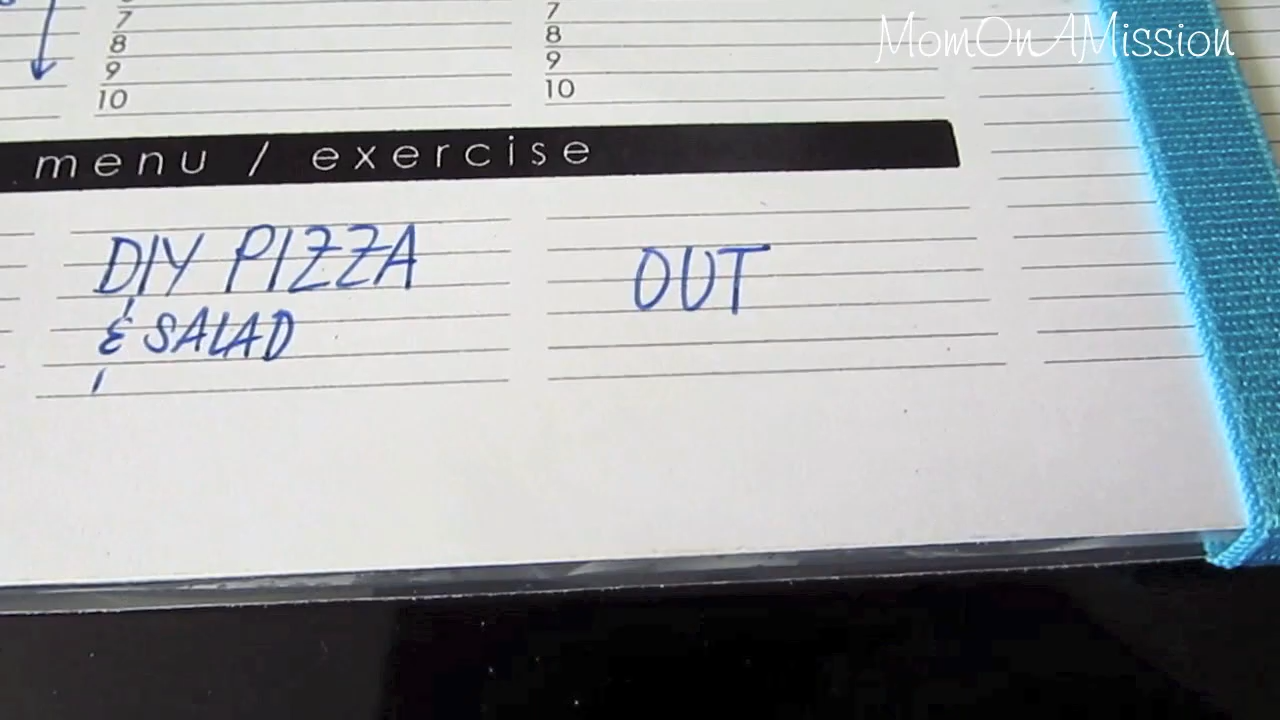 MomOnAMission
7
8
9
10
7
8
9
10
menu / exercise
DIY PIZZA
& SALAD
OUT